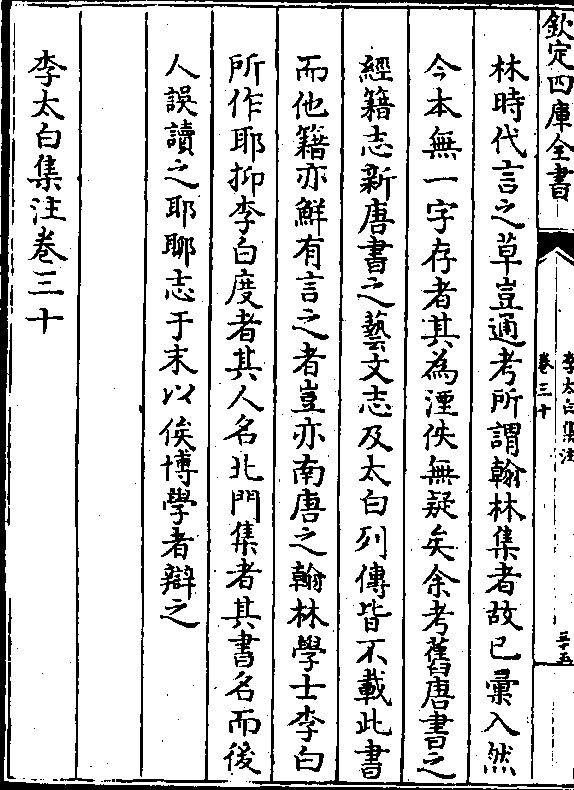 欽定四庫全書
李太白集注
卷三十
三十五
林時代言之草豈通考所謂翰林集者故已彙入然
今本無一字存者其為湮佚無疑矣余考舊唐書之
經籍志新唐書之藝文志及太白列傳皆不載此書
而他籍亦鮮有言之者豈亦南唐之翰林學士李白
所作耶抑李白度者其人名北門集者其書名而後
人誤讀之耶聊志于末以俟博學者辯之
李太白集注卷三十